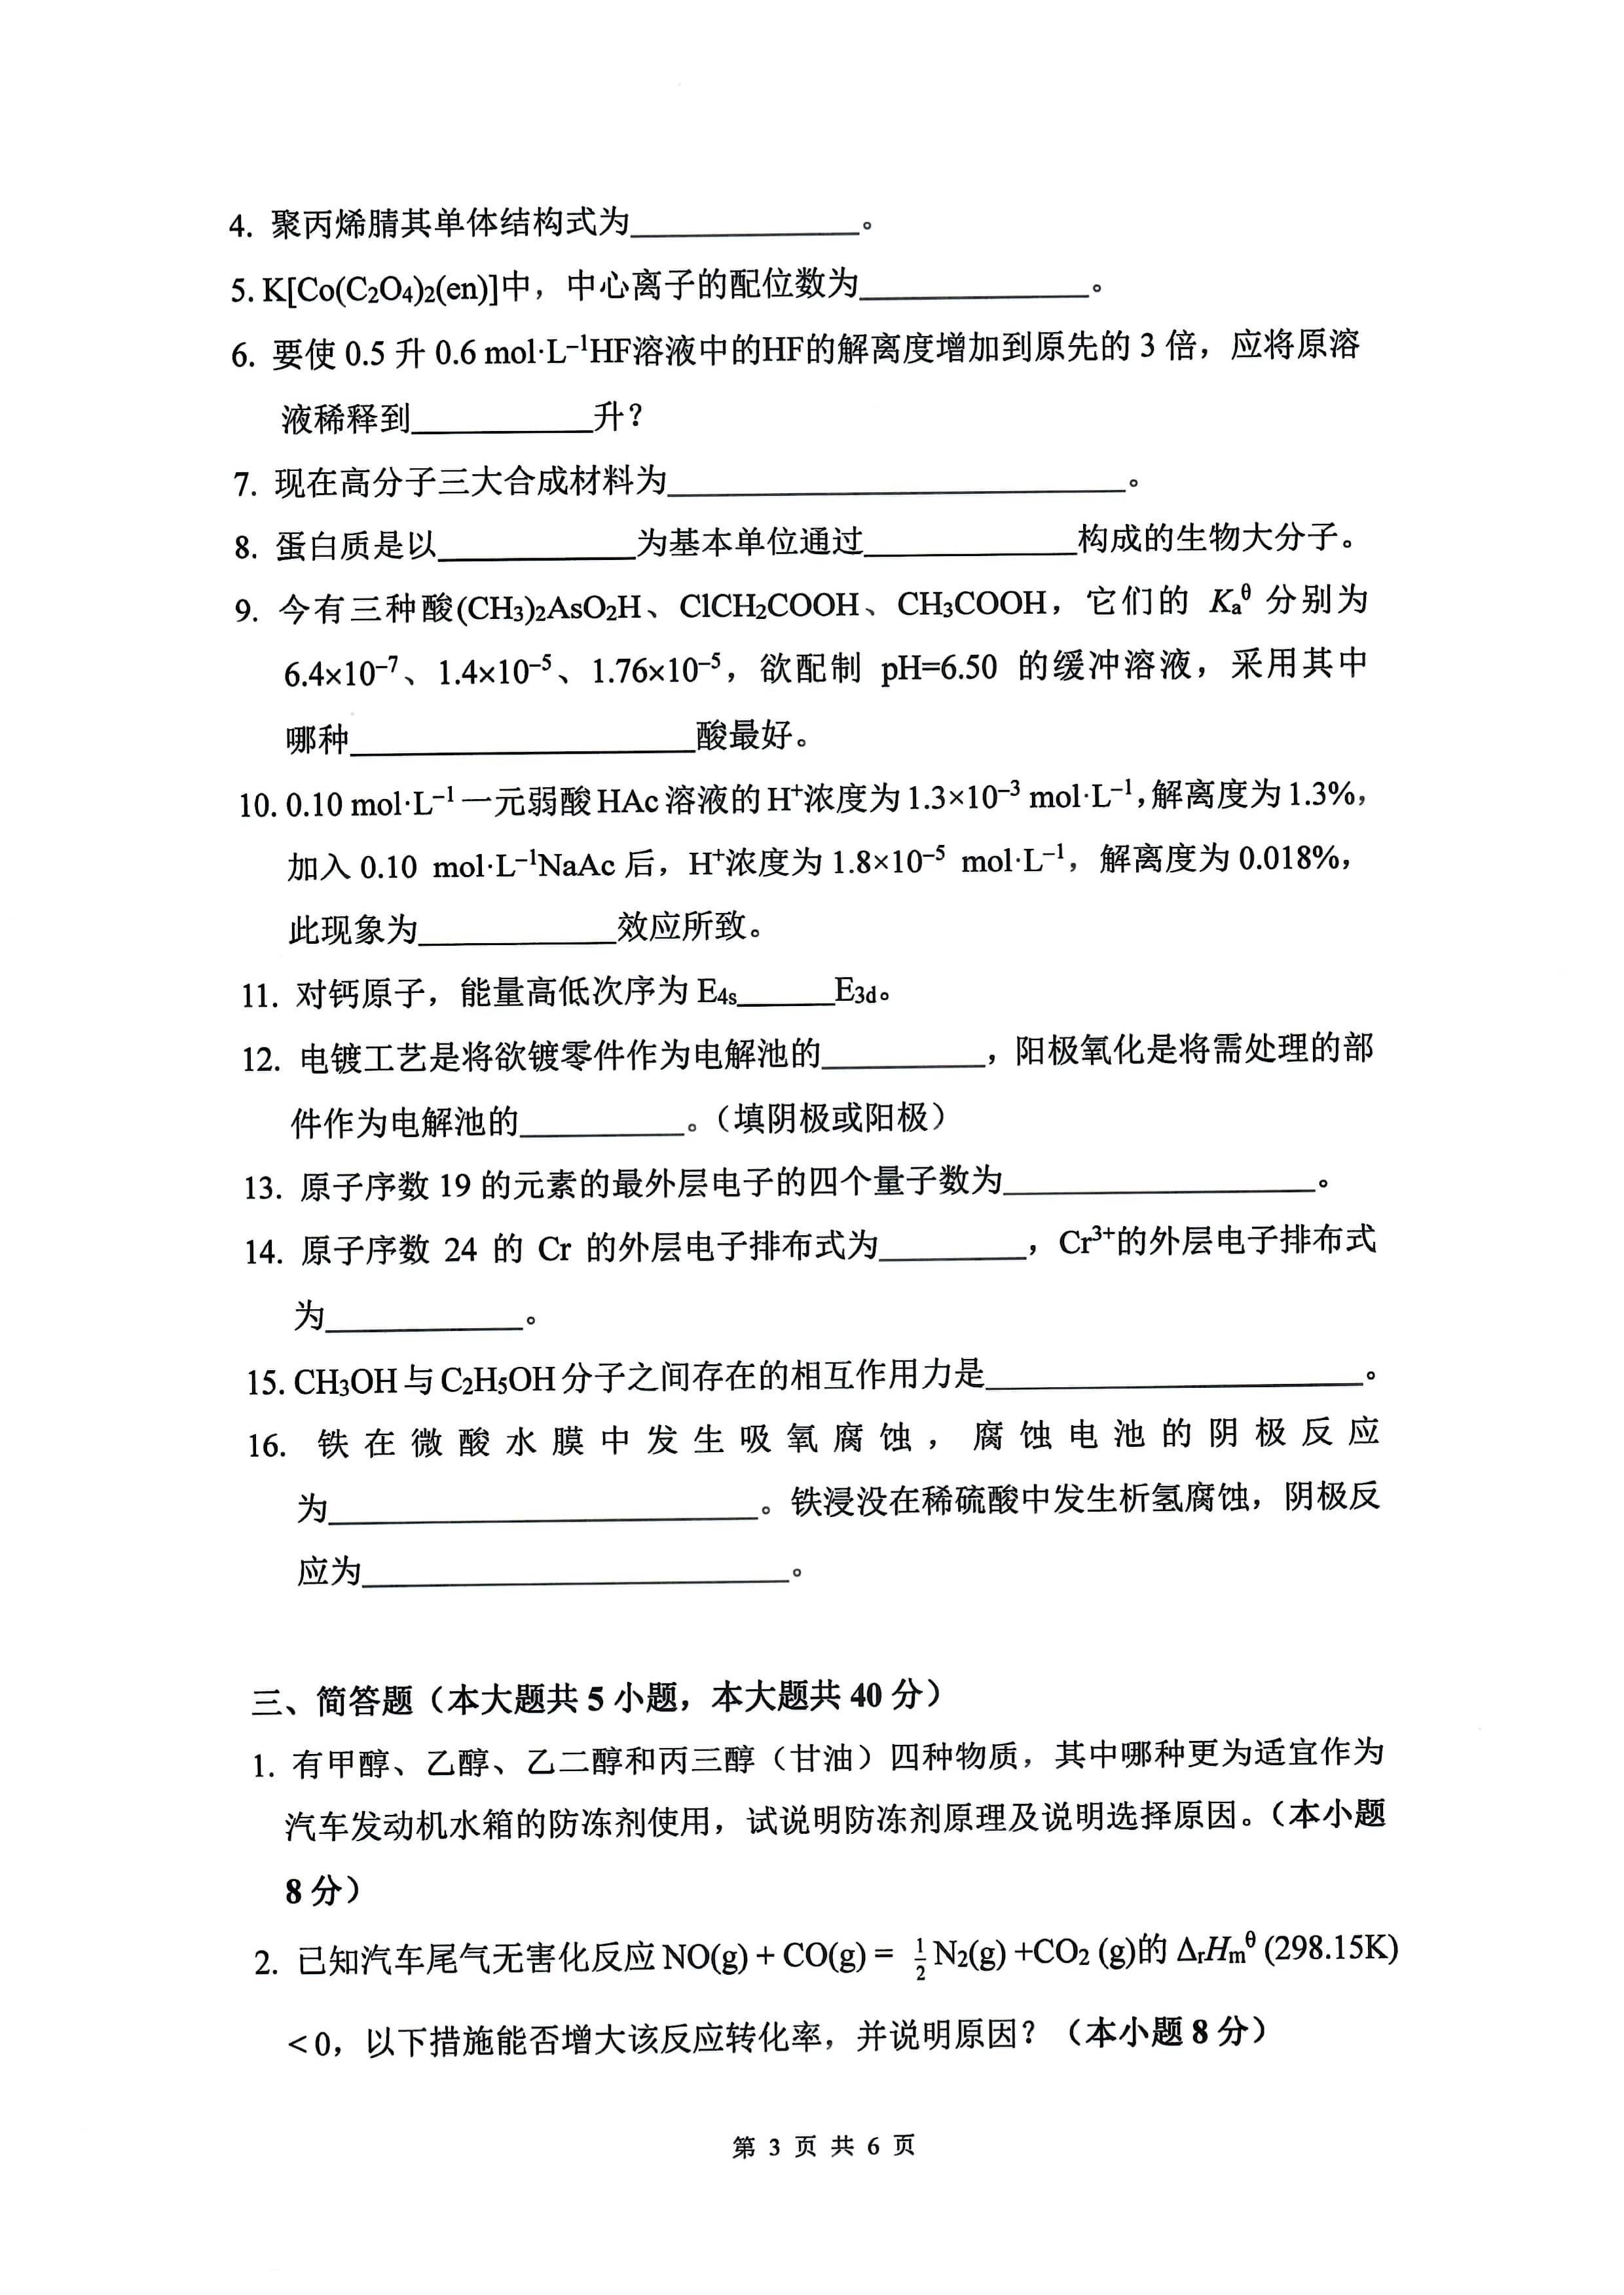 4. 聚丙烯腈其单体结构式为______________。
5. K[Co(C₂O₄)₂(en)]中，中心离子的配位数为______________。
6. 要使 0.5 升 0.6 mol·L⁻¹HF溶液中的HF的解离度增加到原先的 3 倍，应将原溶
液稀释到___________升？
7. 现在高分子三大合成材料为____________________________。
8. 蛋白质是以____________为基本单位通过_____________构成的生物大分子。
9. 今有三种酸(CH₃)₂AsO₂H、ClCH₂COOH、CH₃COOH，它们的 Kₐᶿ 分别为
6.4×10⁻⁷、1.4×10⁻⁵、1.76×10⁻⁵，欲配制 pH=6.50 的缓冲溶液，采用其中
哪种_____________________酸最好。
10. 0.10 mol·L⁻¹ 一元弱酸 HAc 溶液的 H⁺浓度为 1.3×10⁻³ mol·L⁻¹，解离度为 1.3%，
加入 0.10 mol·L⁻¹NaAc 后，H⁺浓度为 1.8×10⁻⁵ mol·L⁻¹，解离度为 0.018%，
此现象为____________效应所致。
11. 对钙原子，能量高低次序为 E₄s______E₃d。
12. 电镀工艺是将欲镀零件作为电解池的__________，阳极氧化是将需处理的部
件作为电解池的__________。（填阴极或阳极）
13. 原子序数 19 的元素的最外层电子的四个量子数为___________________。
14. 原子序数 24 的 Cr 的外层电子排布式为_________，Cr³⁺的外层电子排布式
为____________。
15. CH₃OH 与 C₂H₅OH 分子之间存在的相互作用力是_______________________。
16. 铁在微酸水膜中发生吸氧腐蚀，腐蚀电池的阴极反应
为__________________________。铁浸没在稀硫酸中发生析氢腐蚀，阴极反
应为__________________________。
三、简答题（本大题共 5 小题，本大题共 40 分）
1. 有甲醇、乙醇、乙二醇和丙三醇（甘油）四种物质，其中哪种更为适宜作为
汽车发动机水箱的防冻剂使用，试说明防冻剂原理及说明选择原因。（本小题
8 分）
2. 已知汽车尾气无害化反应 NO(g) + CO(g) = ½ N₂(g) +CO₂ (g)的 ΔᵣHₘᶿ (298.15K)
< 0，以下措施能否增大该反应转化率，并说明原因？（本小题 8 分）
第 3 页 共 6 页